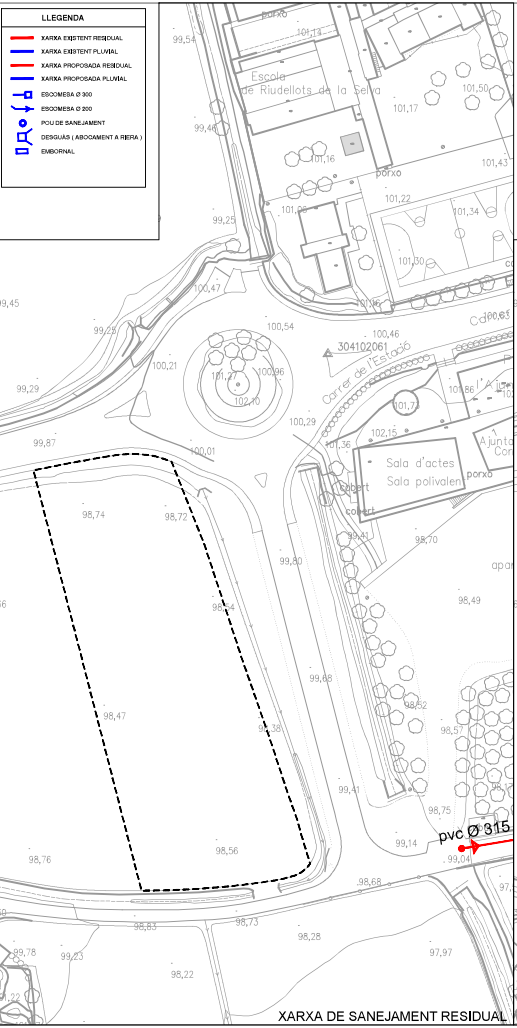 LLEGENDA
XARXA EXISTENT RESIDUAL
XARXA EXISTENT PLUVIAL
XARXA PROPOSADA RESIDUAL
XARXA PROPOSADA PLUVIAL
ESCOMESA Ø 300
ESCOMESA Ø 200
POU DE SANEJAMENT
DESGUÀS ( ABOCAMENT A RIERA )
EMBORNAL
porxo
99,54
101,14
Escola
de Riudellots de la Selva
101,50
101,17
99,46
101,16
101,43
porxo
101,22
101,34
99,25
101,30
100,47
99,45
100,63
99,25
100,54
100,46
304102061
Carrer de l'Estació
100,21
101,27
100,96
101,86
99,29
102,10
101,73
100,29
99,87
100,01
101,36
102,15
Sala d'actes
Sala polivalen
porxo
cobert
cobert
98,74
98,72
99,41
98,70
99,80
98,49
98,54
99,68
98,52
98,47
98,38
98,57
99,41
98,75
pvc Ø 315
99,14
99,04
98,76
98,56
98,68
98,83
98,73
99,78
99,23
98,28
97,97
98,22
XARXA DE SANEJAMENT RESIDUAL